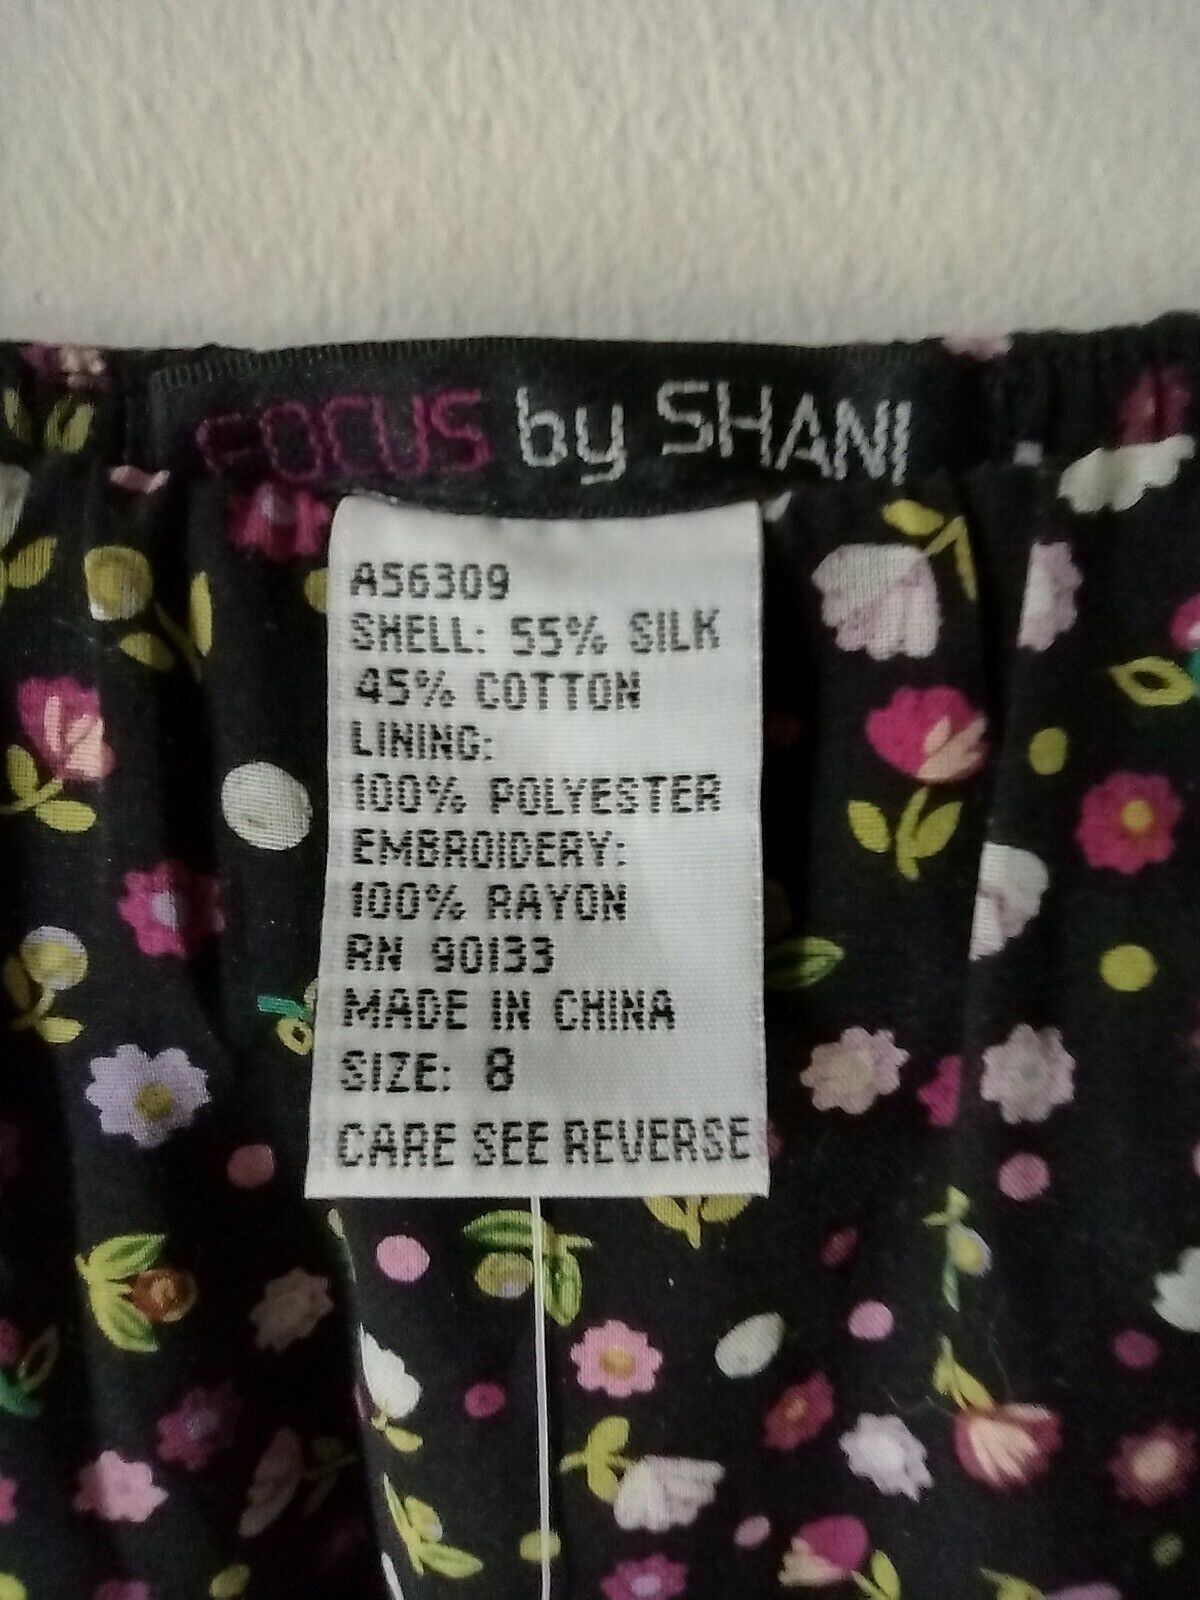 FOCUS by SHANI
A56309
SHELL: 55% SILK
45% COTTON
LINING:
100% POLYESTER
EMBROIDERY:
100% RAYON
RN 90133
MADE IN CHINA
SIZE: 8
CARE SEE REVERSE